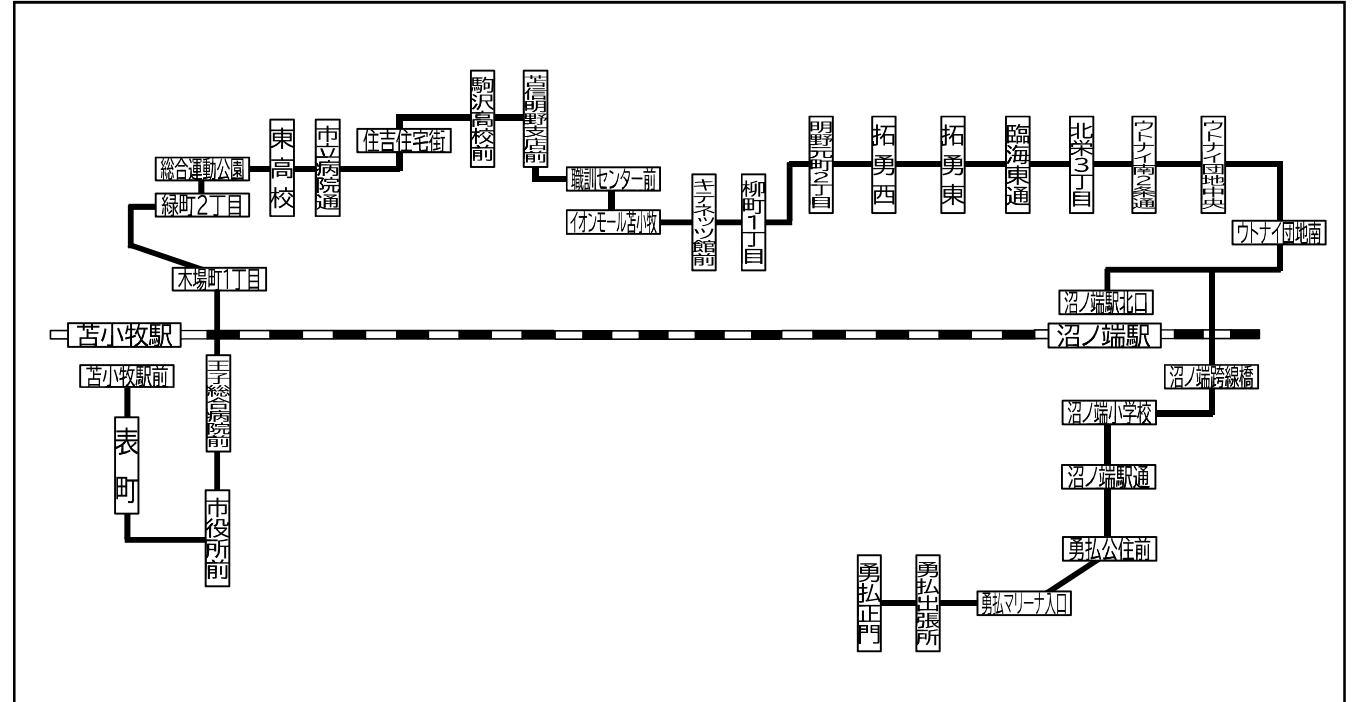 駒沢高校前
苫信明野支店前
東高校
市立病院通
住吉住宅街
明野元町2丁目
拓勇西
拓勇東
臨海東通
北栄3丁目
ウトナイ南2条通
ウトナイ団地中央
総合運動公園
緑町2丁目
職訓センター前
イオンモール苫小牧
キテネッツ館前
柳町1丁目
ウトナイ団地南
木場町1丁目
沼ノ端駅北口
苫小牧駅
沼ノ端駅
苫小牧駅前
王子総合病院前
沼ノ端跨線橋
表町
沼ノ端小学校
沼ノ端駅通
市役所前
勇払公住前
勇払正門
勇払出張所
勇払マリーナ入口